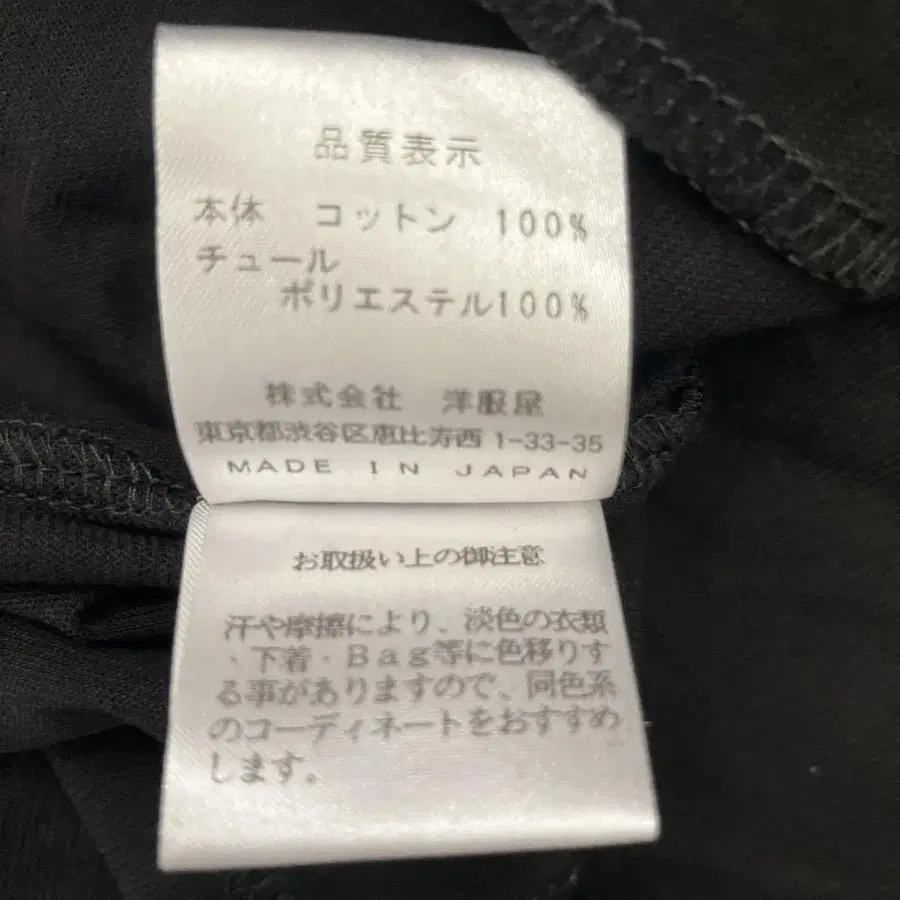 品質表示
本体 コットン 100%
チュール
ポリエステル100%
株式会社 洋服屋
東京都渋谷区恵比寿西1-33-35
MADE IN JAPAN
お取扱い上の御注意
汗や摩擦により、淡色の衣類
・下着・Bag等に色移りす
る事がありますので、同色系
のコーディネートをおすすめ
します。